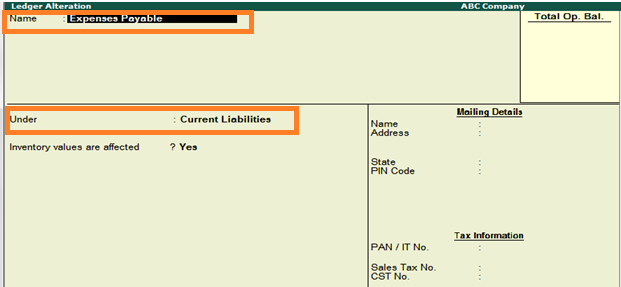 Ledger Alteration ABC Company
Name : Expenses Payable Total Op. Bal.
Under : Current Liabilities
Inventory values are affected ? Yes
Mailing Details
Name :
Address :
State :
PIN Code :
Tax Information
PAN / IT No. :
Sales Tax No. :
CST No. :